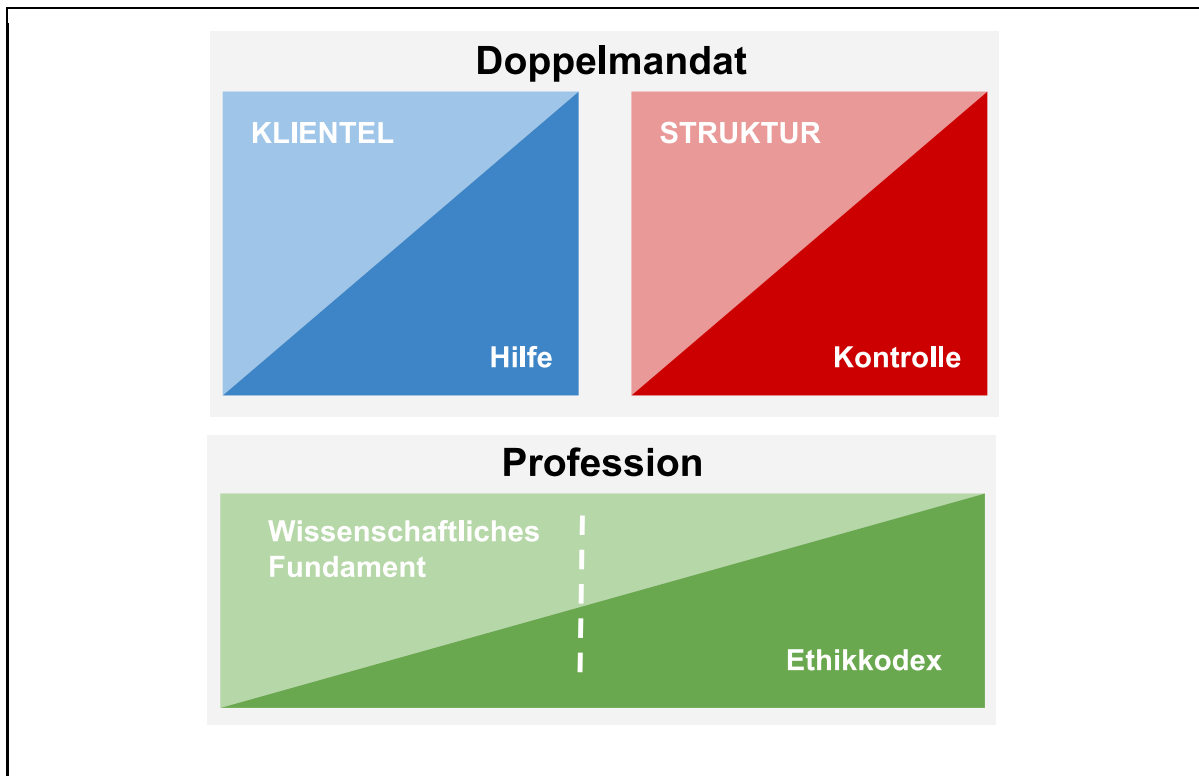 Doppelmandat
KLIENTEL
Hilfe
STRUKTUR
Kontrolle
Profession
Wissenschaftliches
Fundament
Ethikkodex